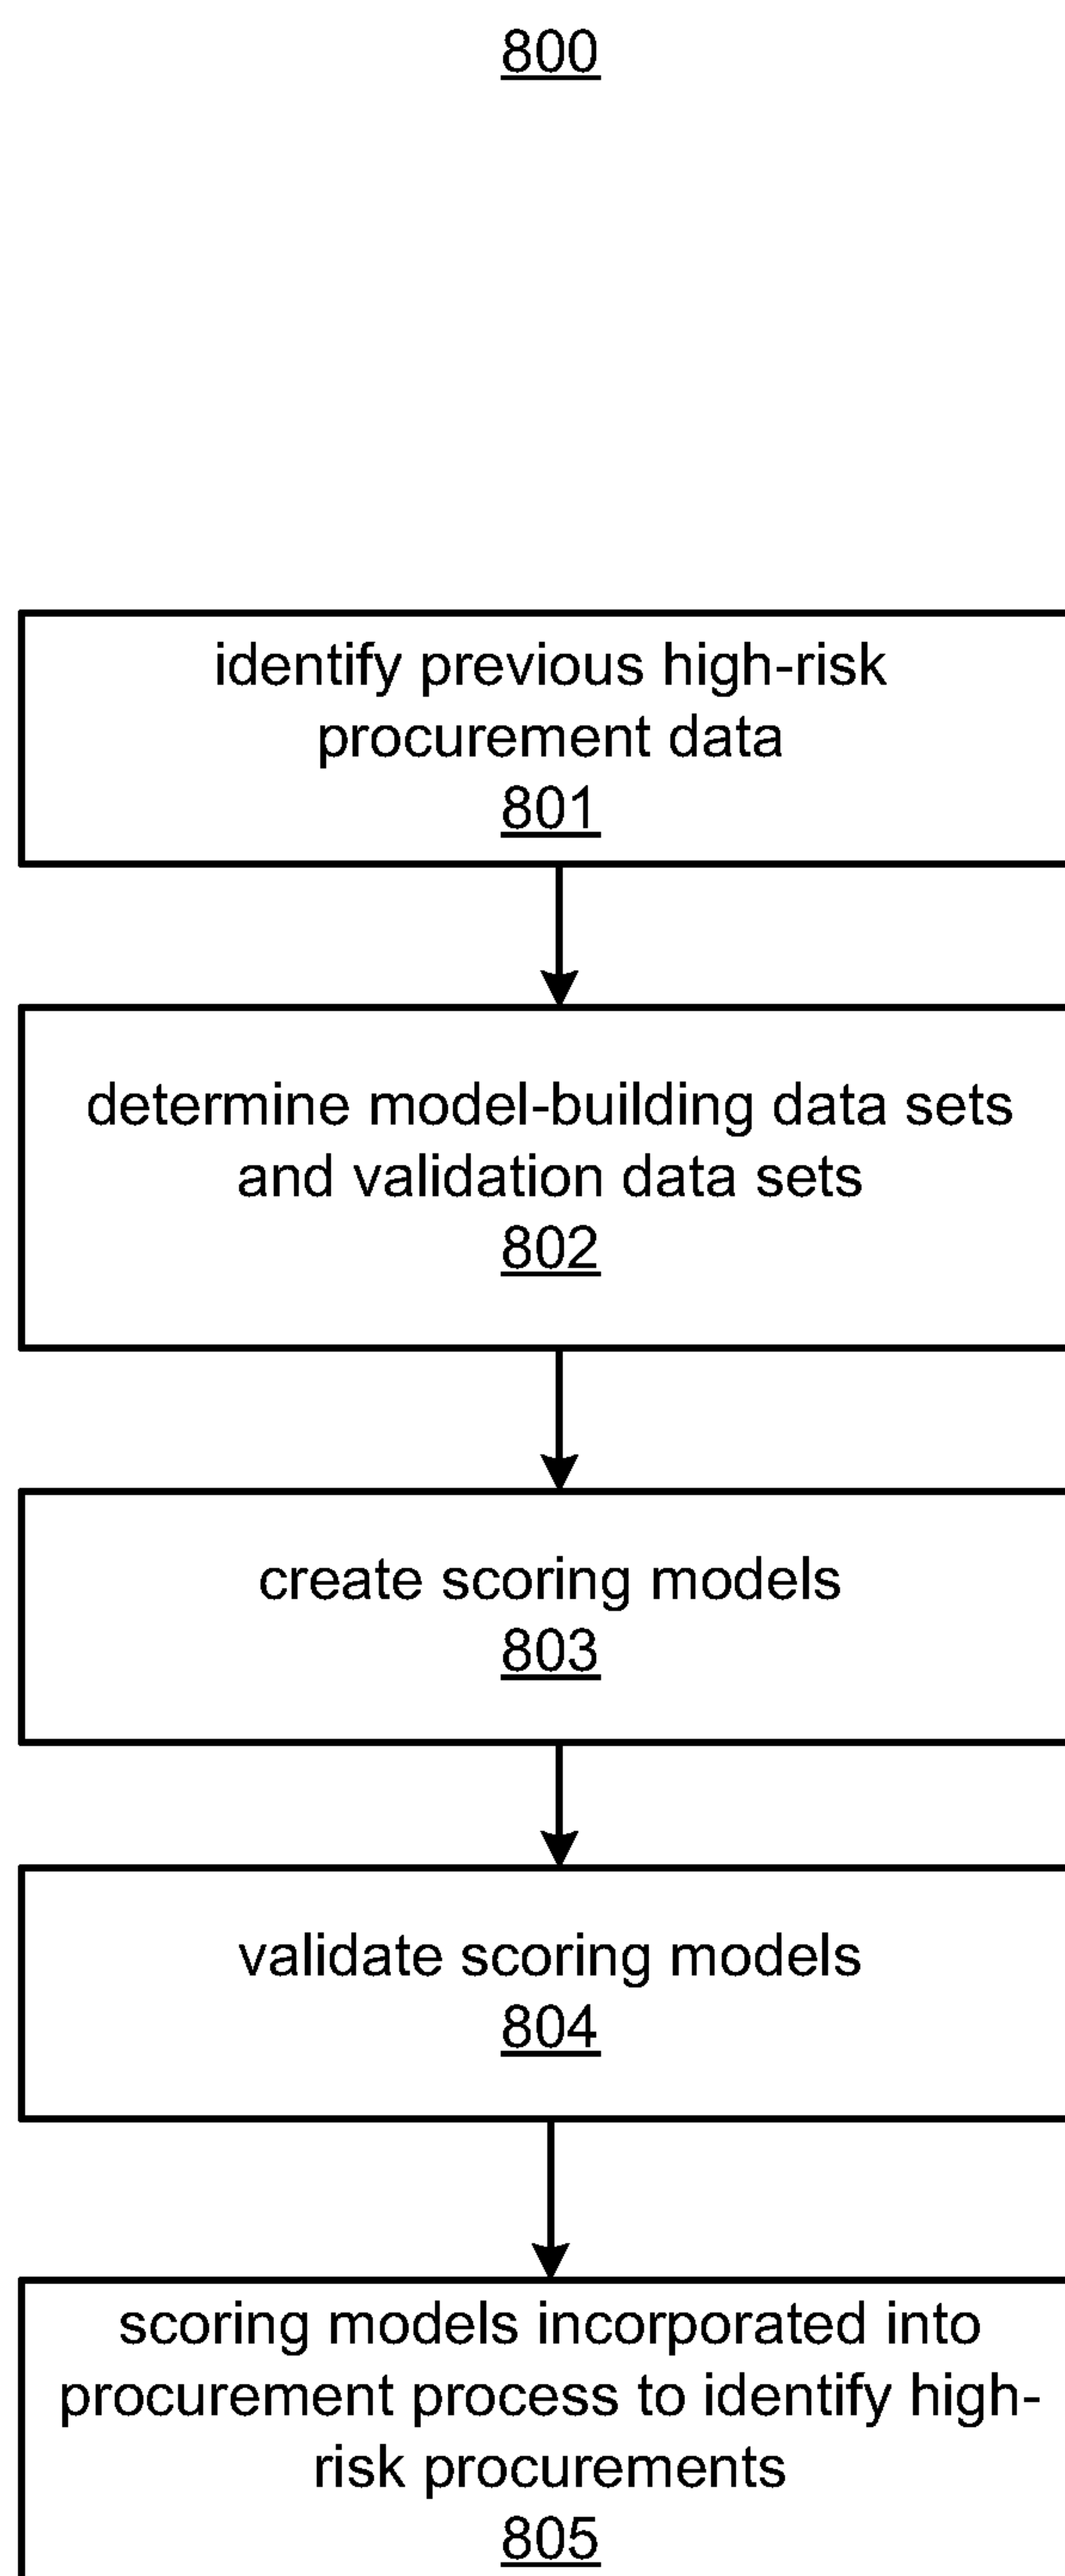 800
identify previous high-risk
procurement data
801
determine model-building data sets
and validation data sets
802
create scoring models
803
validate scoring models
804
scoring models incorporated into
procurement process to identify high-
risk procurements
805